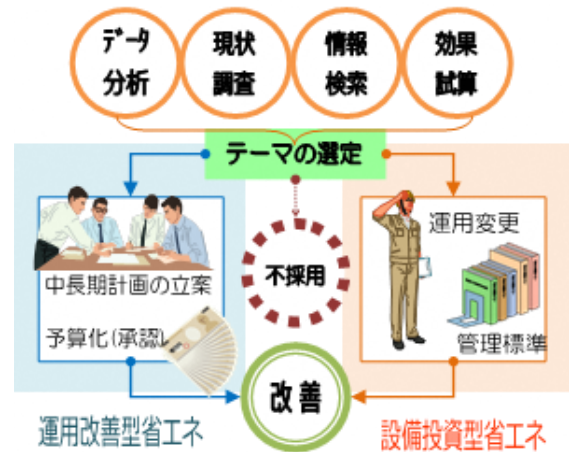 データ
分析
現状
調査
情報
検索
効果
試算
テーマの選定
中長期計画の立案
予算化(承認)
不採用
運用変更
管理標準
改善
運用改善型省エネ
設備投資型省エネ